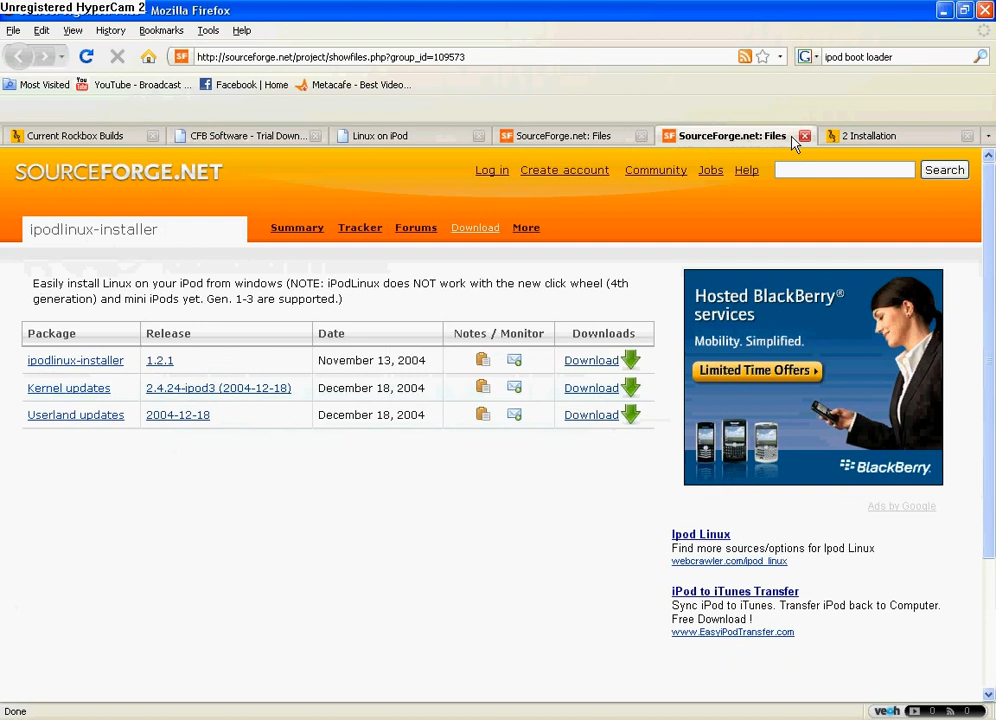 Unregistered HyperCam 2
Mozilla Firefox
File Edit View History Bookmarks Tools Help
http://sourceforge.net/project/showfiles.php?group_id=109573
ipod boot loader
Most Visited YouTube - Broadcast ... Facebook | Home Metacafe - Best Video...
Current Rockbox Builds CFB Software - Trial Down... Linux on iPod SourceForge.net: Files SourceForge.net: Files 2 Installation
SOURCEFORGE.NET
Log in Create account Community Jobs Help Search
ipodlinux-installer
Summary Tracker Forums Download More
Easily install Linux on your iPod from windows (NOTE: iPodLinux does NOT work with the new click wheel (4th
generation) and mini iPods yet. Gen. 1-3 are supported.)
Package Release Date Notes / Monitor Downloads
ipodlinux-installer 1.2.1 November 13, 2004 Download
Kernel updates 2.4.24-ipod3 (2004-12-18) December 18, 2004 Download
Userland updates 2004-12-18 December 18, 2004 Download
Hosted BlackBerry®
services
Mobility. Simplified.
Limited Time Offers
BlackBerry.
Ads by Google
Ipod Linux
Find more sources/options for Ipod Linux
webcrawler.com/ipod_linux
iPod to iTunes Transfer
Sync iPod to iTunes. Transfer iPod back to Computer.
Free Download !
www.EasyiPodTransfer.com
Done
veoh 0 0